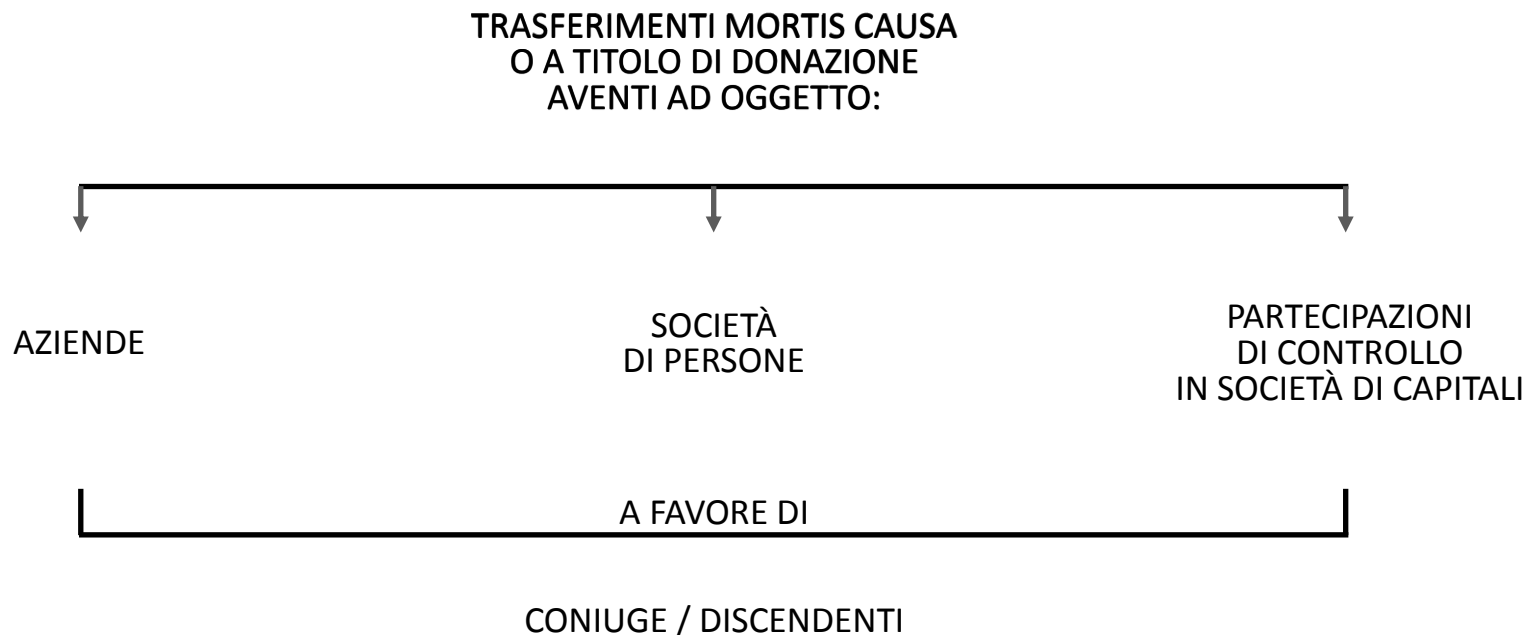 TRASFERIMENTI MORTIS CAUSA
O A TITOLO DI DONAZIONE
AVENTI AD OGGETTO:
AZIENDE
SOCIETÀ
DI PERSONE
PARTECIPAZIONI
DI CONTROLLO
IN SOCIETÀ DI CAPITALI
A FAVORE DI
CONIUGE / DISCENDENTI